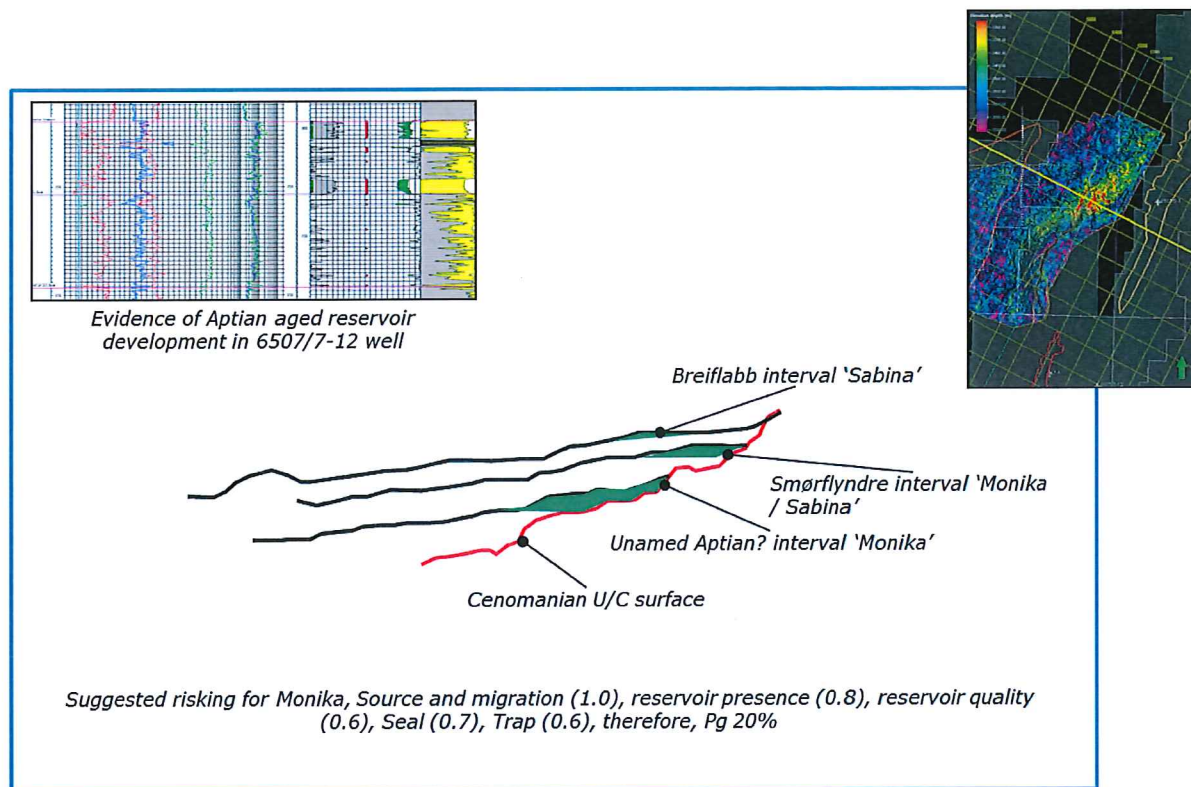 Evidence of Aptian aged reservoir
development in 6507/7-12 well
Breiflabb interval ‘Sabina’
Smørflyndre interval ‘Monika
/ Sabina’
Unamed Aptian? interval ‘Monika’
Cenomanian U/C surface
Suggested risking for Monika, Source and migration (1.0), reservoir presence (0.8), reservoir quality
(0.6), Seal (0.7), Trap (0.6), therefore, Pg 20%